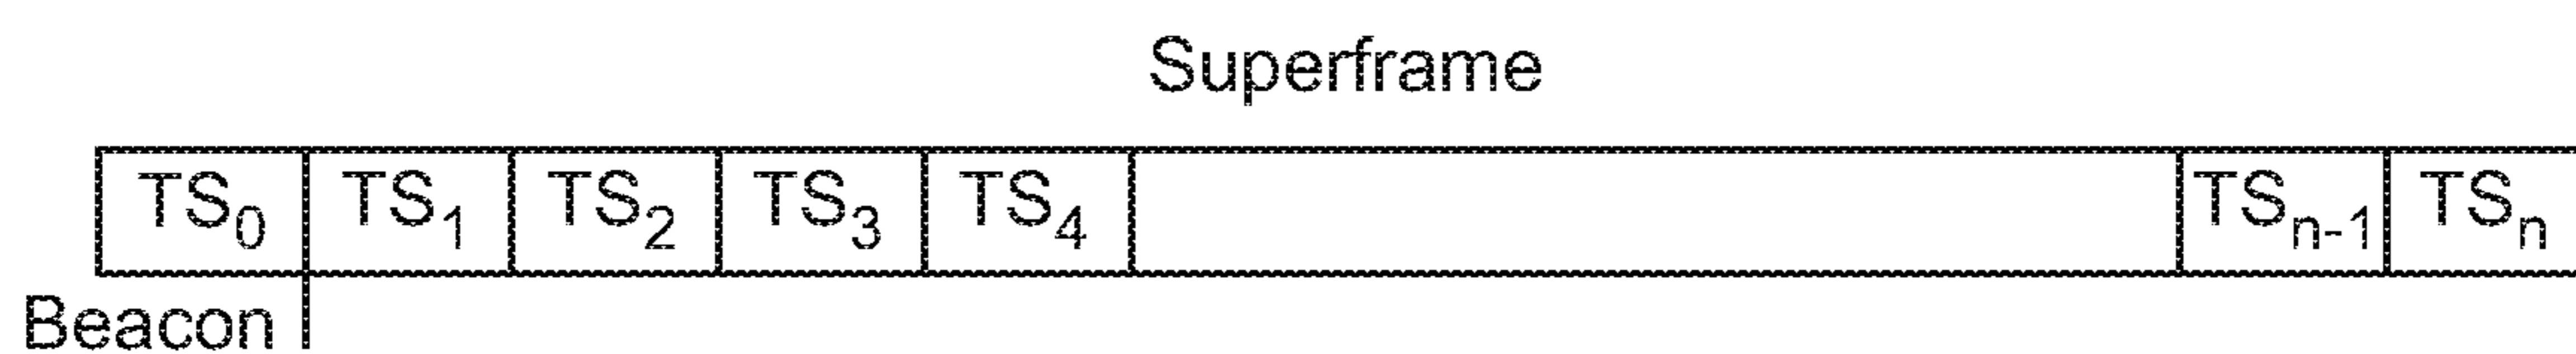 Superframe
TS₀ TS₁ TS₂ TS₃ TS₄ TSₙ₋₁ TSₙ
Beacon